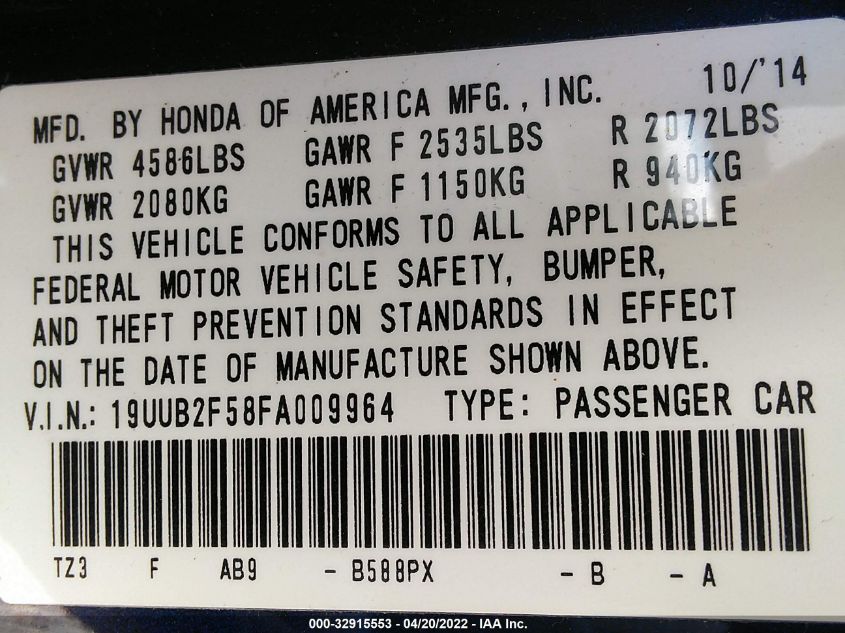 MFD. BY HONDA OF AMERICA MFG., INC. 10/'14
GVWR 4586LBS GAWR F 2535LBS R 2072LBS
GVWR 2080KG GAWR F 1150KG R 940KG
THIS VEHICLE CONFORMS TO ALL APPLICABLE
FEDERAL MOTOR VEHICLE SAFETY, BUMPER,
AND THEFT PREVENTION STANDARDS IN EFFECT
ON THE DATE OF MANUFACTURE SHOWN ABOVE.
V.I.N.: 19UUB2F58FA009964 TYPE: PASSENGER CAR
TZ3 F AB9 - B588PX - B - A
000-32915553 - 04/20/2022 - IAA Inc.